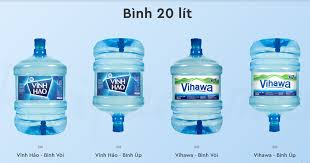 Bình 20 lít
VĨNH HẢO
VĨNH HẢO
Vihawa
Vihawa
Vĩnh Hảo - Bình Vòi
Vĩnh Hảo - Bình Úp
Vihawa - Bình Vòi
Vihawa - Bình Úp